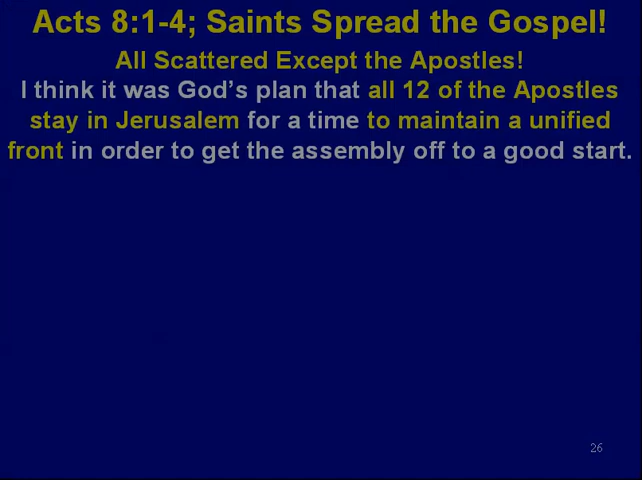 Acts 8:1-4; Saints Spread the Gospel!
All Scattered Except the Apostles!
I think it was God's plan that all 12 of the Apostles
stay in Jerusalem for a time to maintain a unified
front in order to get the assembly off to a good start.
26